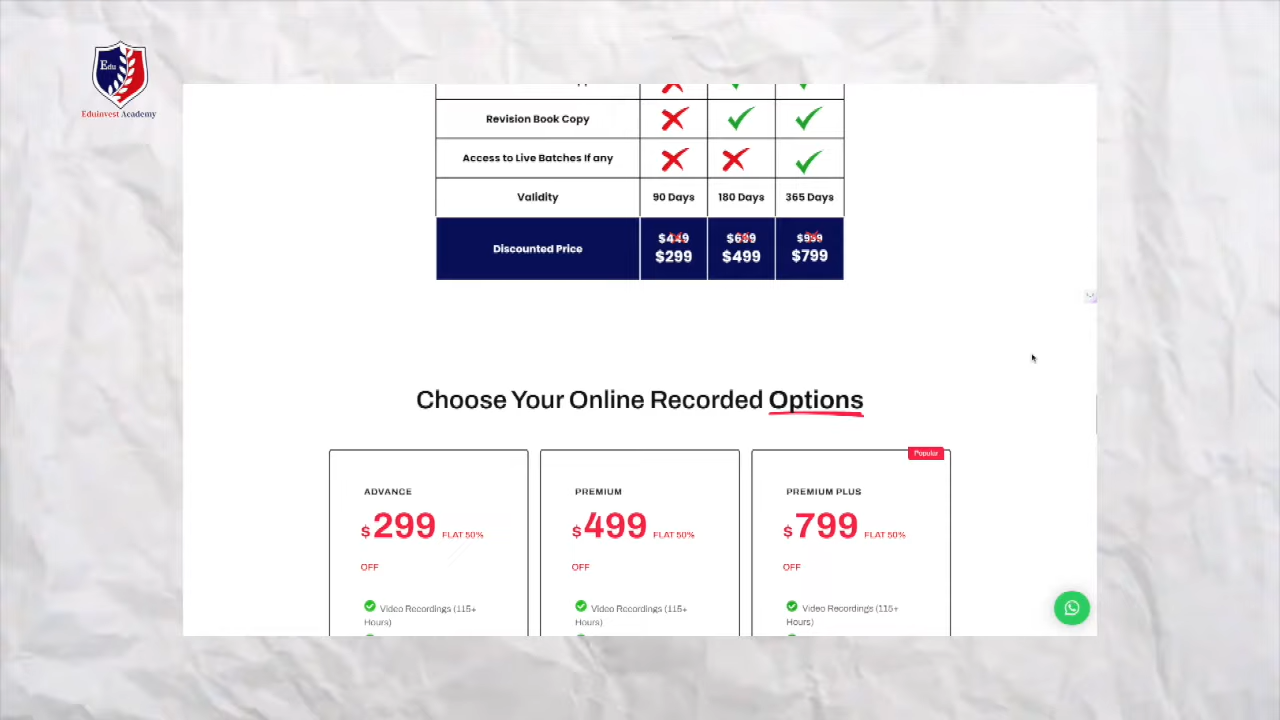 Edu
Eduinvest Academy
Revision Book Copy
Access to Live Batches If any
Validity 90 Days 180 Days 365 Days
$449 $699 $999
Discounted Price $299 $499 $799
Choose Your Online Recorded Options
Popular
ADVANCE PREMIUM PREMIUM PLUS
$299 FLAT 50% $499 FLAT 50% $799 FLAT 50%
OFF OFF OFF
Video Recordings (115+ Video Recordings (115+ Video Recordings (115+
Hours) Hours) Hours)